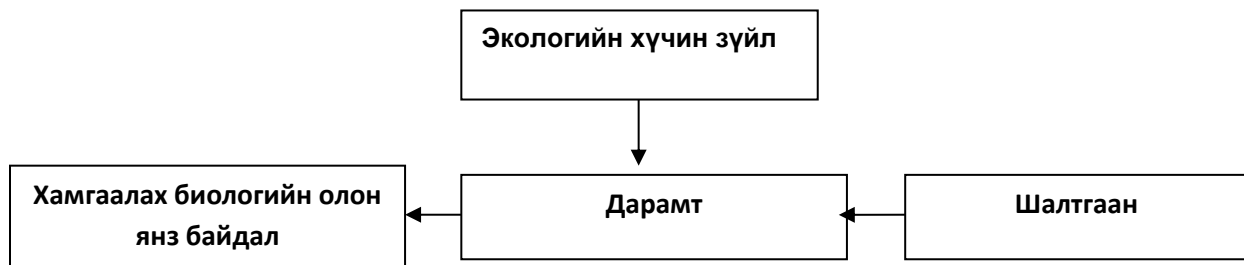 Экологийн хүчин зүйл
Хамгаалах биологийн олон
янз байдал
Дарамт
Шалтгаан